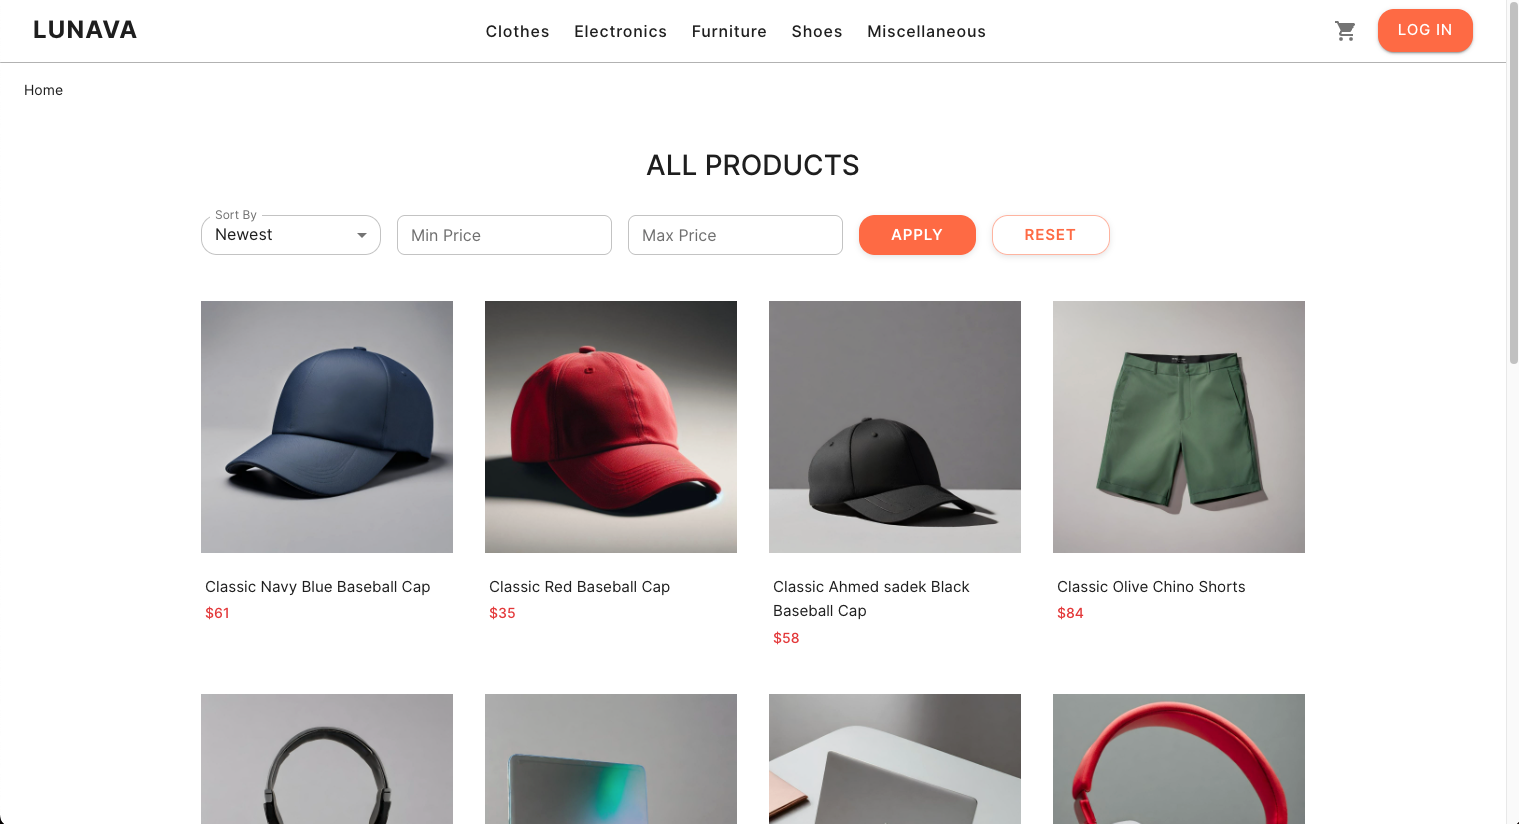 LUNAVA
Clothes
Electronics
Furniture
Shoes
Miscellaneous
LOG IN
Home
ALL PRODUCTS
Sort By
Newest
Min Price
Max Price
APPLY
RESET
Classic Navy Blue Baseball Cap
$61
Classic Red Baseball Cap
$35
Classic Ahmed sadek Black
Baseball Cap
$58
Classic Olive Chino Shorts
$84